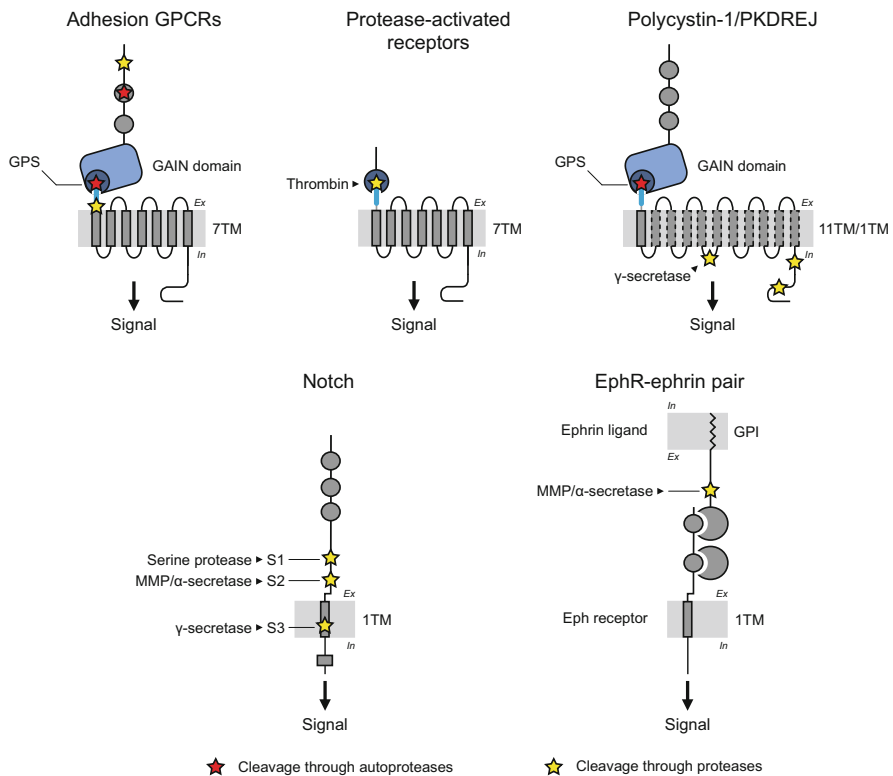 Adhesion GPCRs
GPS
GAIN domain
Ex
7TM
In
Signal
Protease-activated
receptors
Thrombin
Ex
7TM
In
Signal
Polycystin-1/PKDREJ
GPS
GAIN domain
Ex
11TM/1TM
In
γ-secretase
Signal
Notch
Serine protease S1
MMP/α-secretase S2
Ex
1TM
γ-secretase S3
In
Signal
EphR-ephrin pair
In
Ephrin ligand
GPI
Ex
MMP/α-secretase
Ex
Eph receptor
1TM
In
Signal
Cleavage through autoproteases
Cleavage through proteases